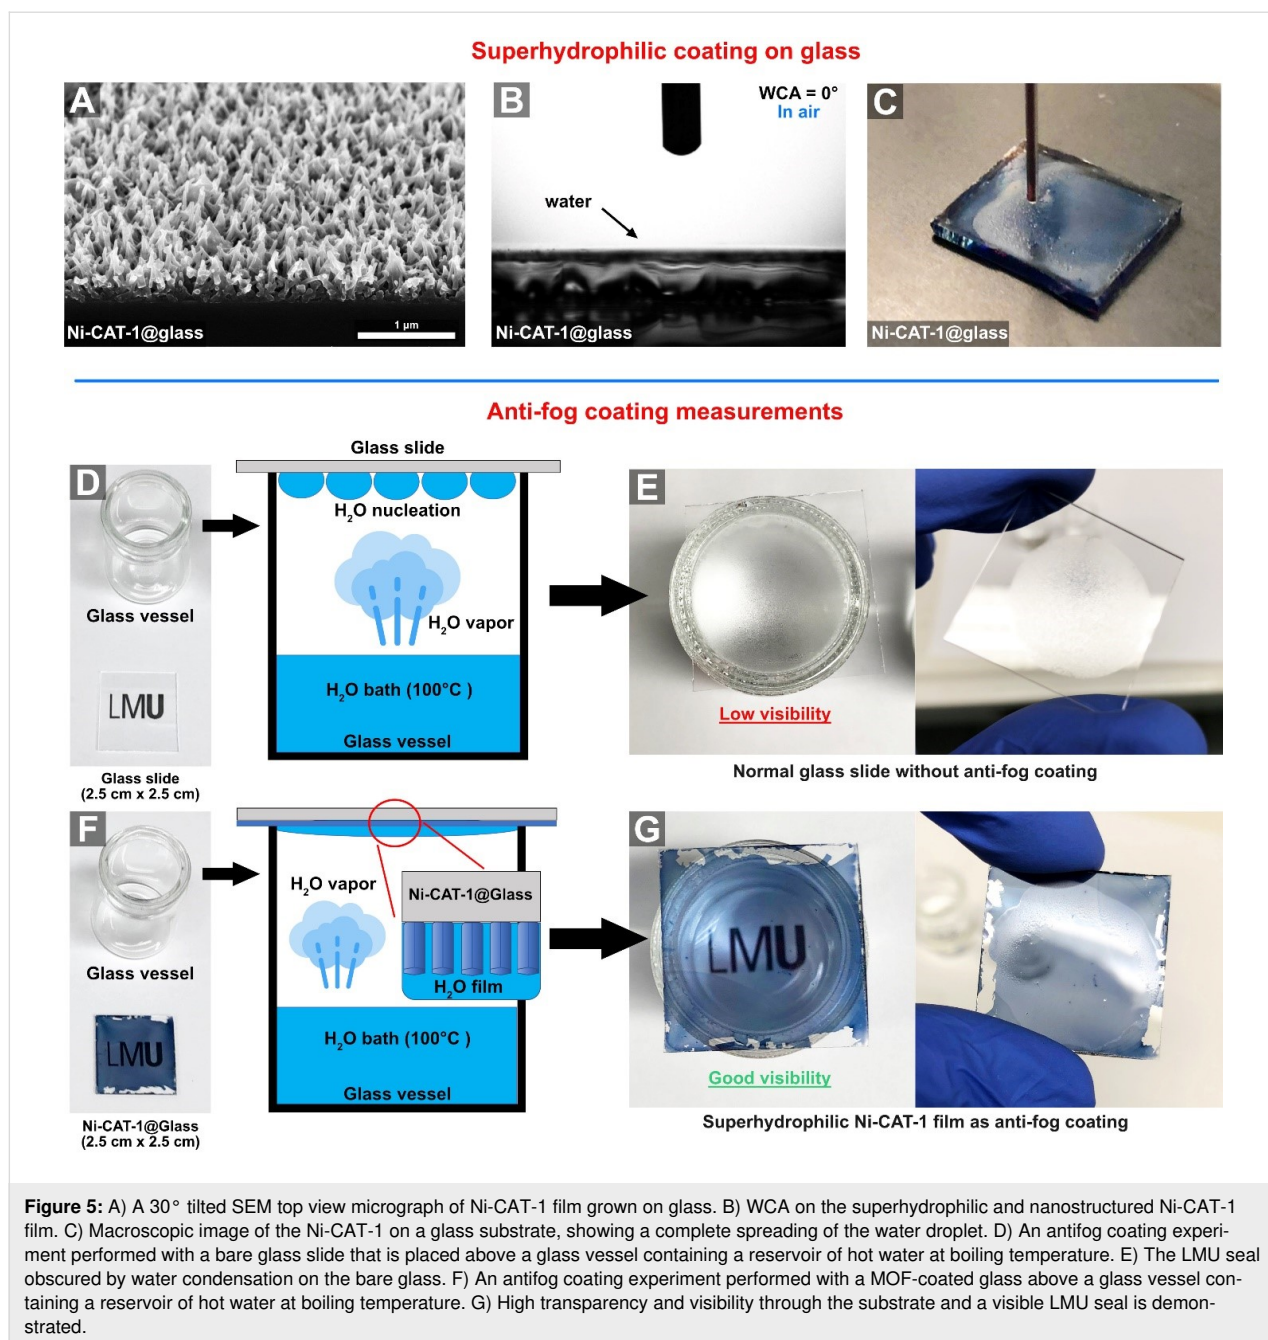 Superhydrophilic coating on glass
A
Ni-CAT-1@glass
1 µm
B
WCA = 0°
In air
water
Ni-CAT-1@glass
C
Ni-CAT-1@glass
Anti-fog coating measurements
D
Glass vessel
LMU
Glass slide
(2.5 cm x 2.5 cm)
Glass slide
H₂O nucleation
H₂O vapor
H₂O bath (100°C )
Glass vessel
E
Low visibility
Normal glass slide without anti-fog coating
F
Glass vessel
LMU
Ni-CAT-1@Glass
(2.5 cm x 2.5 cm)
H₂O vapor
Ni-CAT-1@Glass
H₂O film
H₂O bath (100°C )
Glass vessel
G
LMU
Good visibility
Superhydrophilic Ni-CAT-1 film as anti-fog coating
Figure 5: A) A 30° tilted SEM top view micrograph of Ni-CAT-1 film grown on glass. B) WCA on the superhydrophilic and nanostructured Ni-CAT-1
film. C) Macroscopic image of the Ni-CAT-1 on a glass substrate, showing a complete spreading of the water droplet. D) An antifog coating experi-
ment performed with a bare glass slide that is placed above a glass vessel containing a reservoir of hot water at boiling temperature. E) The LMU seal
obscured by water condensation on the bare glass. F) An antifog coating experiment performed with a MOF-coated glass above a glass vessel con-
taining a reservoir of hot water at boiling temperature. G) High transparency and visibility through the substrate and a visible LMU seal is demon-
strated.